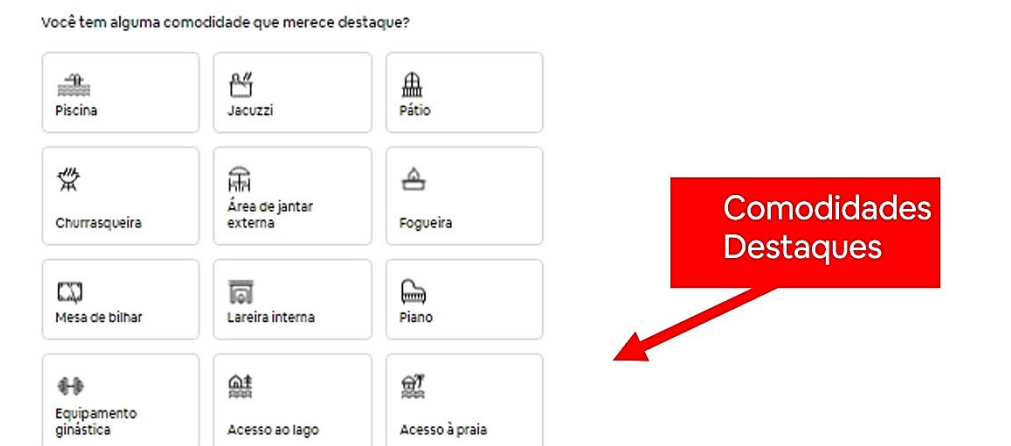 Você tem alguma comodidade que merece destaque?
Piscina
Jacuzzi
Pátio
Churrasqueira
Área de jantar
externa
Fogueira
Mesa de bilhar
Lareira interna
Piano
Equipamento
ginástica
Acesso ao lago
Acesso à praia
Comodidades
Destaques